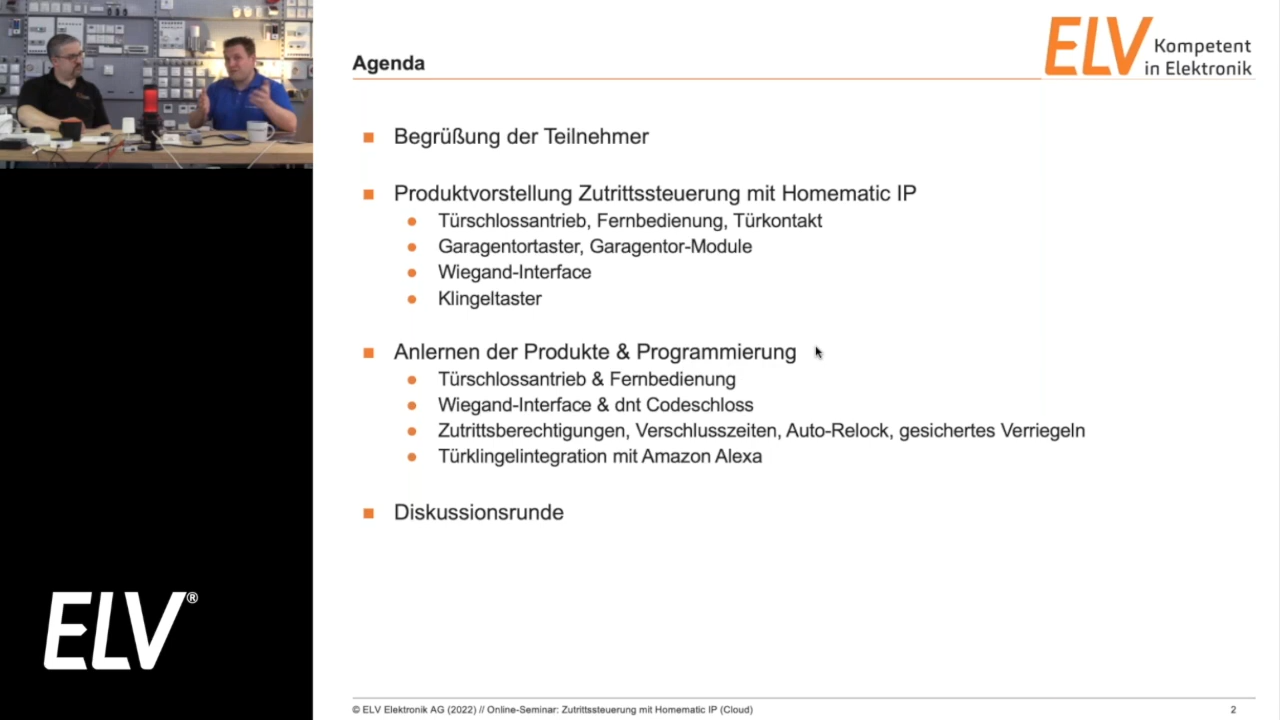 Agenda
ELV Kompetent
in Elektronik
Begrüßung der Teilnehmer
Produktvorstellung Zutrittssteuerung mit Homematic IP
Türschlossantrieb, Fernbedienung, Türkontakt
Garagentortaster, Garagentor-Module
Wiegand-Interface
Klingeltaster
Anlernen der Produkte & Programmierung
Türschlossantrieb & Fernbedienung
Wiegand-Interface & dnt Codeschloss
Zutrittsberechtigungen, Verschlusszeiten, Auto-Relock, gesichertes Verriegeln
Türklingelintegration mit Amazon Alexa
Diskussionsrunde
ELV®
© ELV Elektronik AG (2022) // Online-Seminar: Zutrittssteuerung mit Homematic IP (Cloud)
2